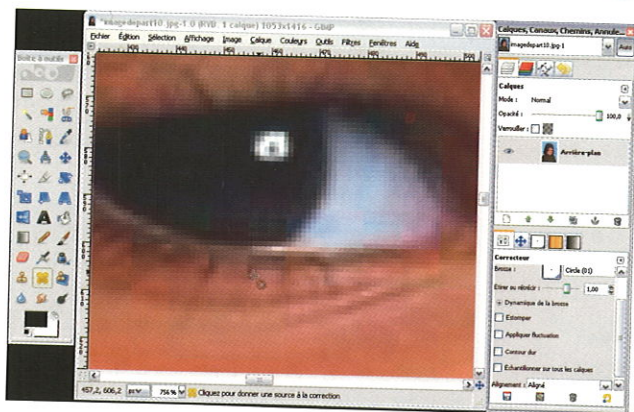 *imagedepart10.jpg-1.0 (RVB, 1 calque) 1053x1416 – GIMP
Fichier Édition Sélection Affichage Image Calque Couleurs Outils Filtres Fenêtres Aide
Boîte à outils
457,2, 606,2 px 756% Cliquez pour donner une source à la correction
Calques, Canaux, Chemins, Annule...
imagedepart10.jpg-1
Auto
Calques
Mode : Normal
Opacité : 100,0
Verrouiller :
Arrière-plan
Correcteur
Brosse : Circle (01)
Étirer ou rétrécir : 1,00
Dynamique de la brosse
Estomper
Appliquer fluctuation
Contour dur
Échantillonner sur tous les calques
Alignement : Aligné